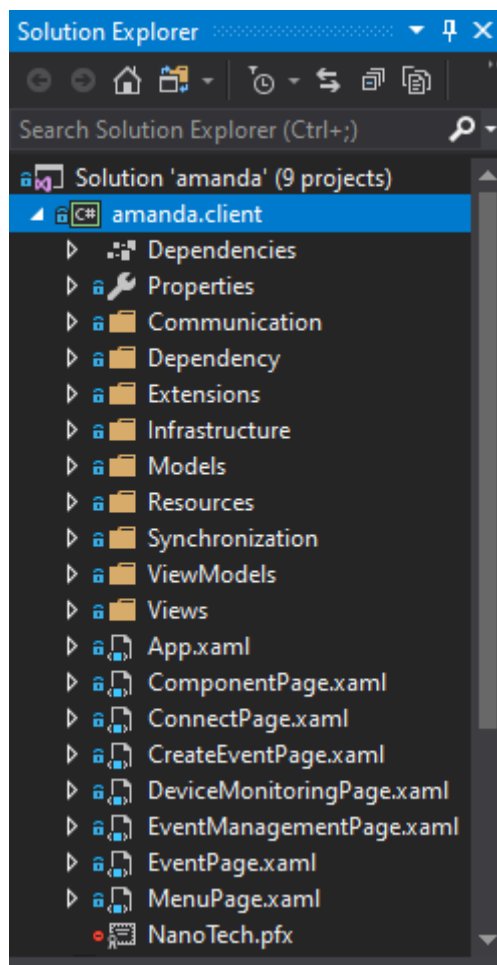 Solution Explorer
Search Solution Explorer (Ctrl+;)
Solution 'amanda' (9 projects)
C# amanda.client
Dependencies
Properties
Communication
Dependency
Extensions
Infrastructure
Models
Resources
Synchronization
ViewModels
Views
App.xaml
ComponentPage.xaml
ConnectPage.xaml
CreateEventPage.xaml
DeviceMonitoringPage.xaml
EventManagementPage.xaml
EventPage.xaml
MenuPage.xaml
NanoTech.pfx